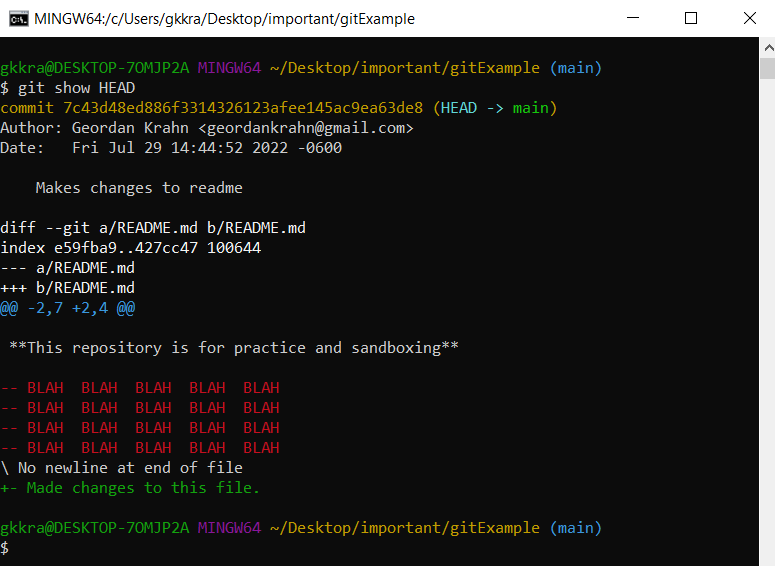 MINGW64:/c/Users/gkkra/Desktop/important/gitExample
gkkra@DESKTOP-7OMJP2A MINGW64 ~/Desktop/important/gitExample (main)
$ git show HEAD
commit 7c43d48ed886f3314326123afee145ac9ea63de8 (HEAD -> main)
Author: Geordan Krahn <geordankrahn@gmail.com>
Date:   Fri Jul 29 14:44:52 2022 -0600
    Makes changes to readme
diff --git a/README.md b/README.md
index e59fba9..427cc47 100644
--- a/README.md
+++ b/README.md
@@ -2,7 +2,4 @@
 **This repository is for practice and sandboxing**
-- BLAH  BLAH  BLAH  BLAH  BLAH
-- BLAH  BLAH  BLAH  BLAH  BLAH
-- BLAH  BLAH  BLAH  BLAH  BLAH
-- BLAH  BLAH  BLAH  BLAH  BLAH
\ No newline at end of file
+- Made changes to this file.
gkkra@DESKTOP-7OMJP2A MINGW64 ~/Desktop/important/gitExample (main)
$